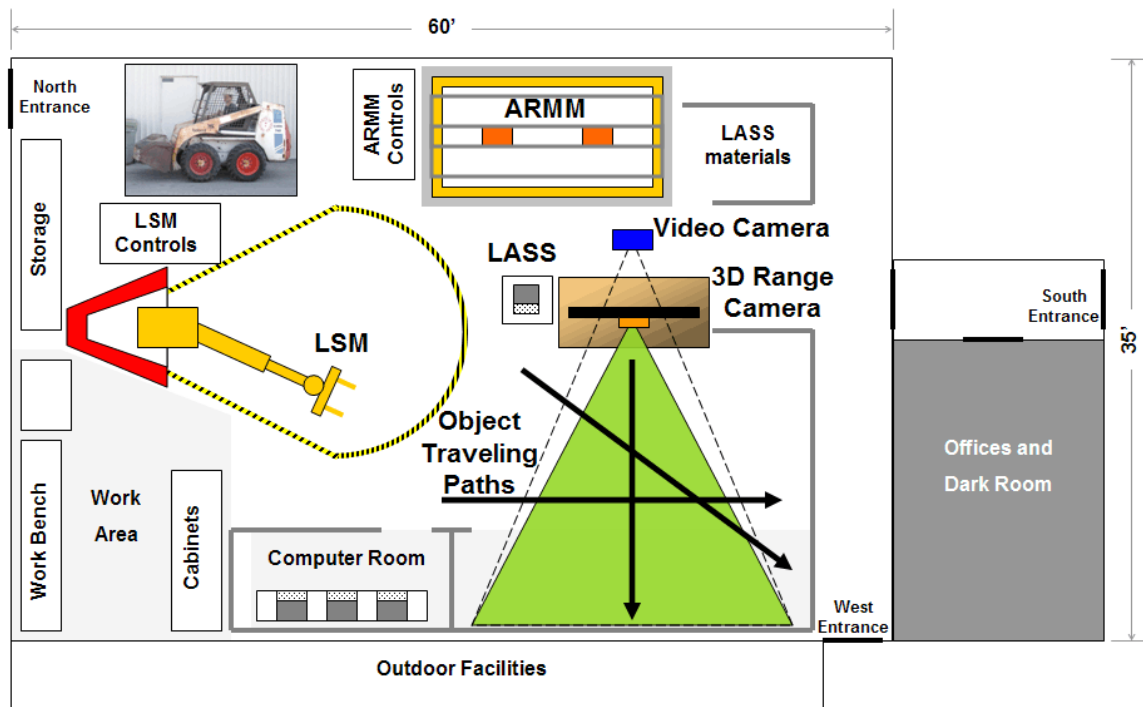 60’
North
Entrance
ARMM
Controls
ARMM
LASS
materials
Storage
LSM
Controls
Video Camera
LASS
3D Range
Camera
South
Entrance
35’
LSM
Object
Traveling
Paths
Offices and
Dark Room
Work Bench
Work
Area
Cabinets
Computer Room
West
Entrance
Outdoor Facilities